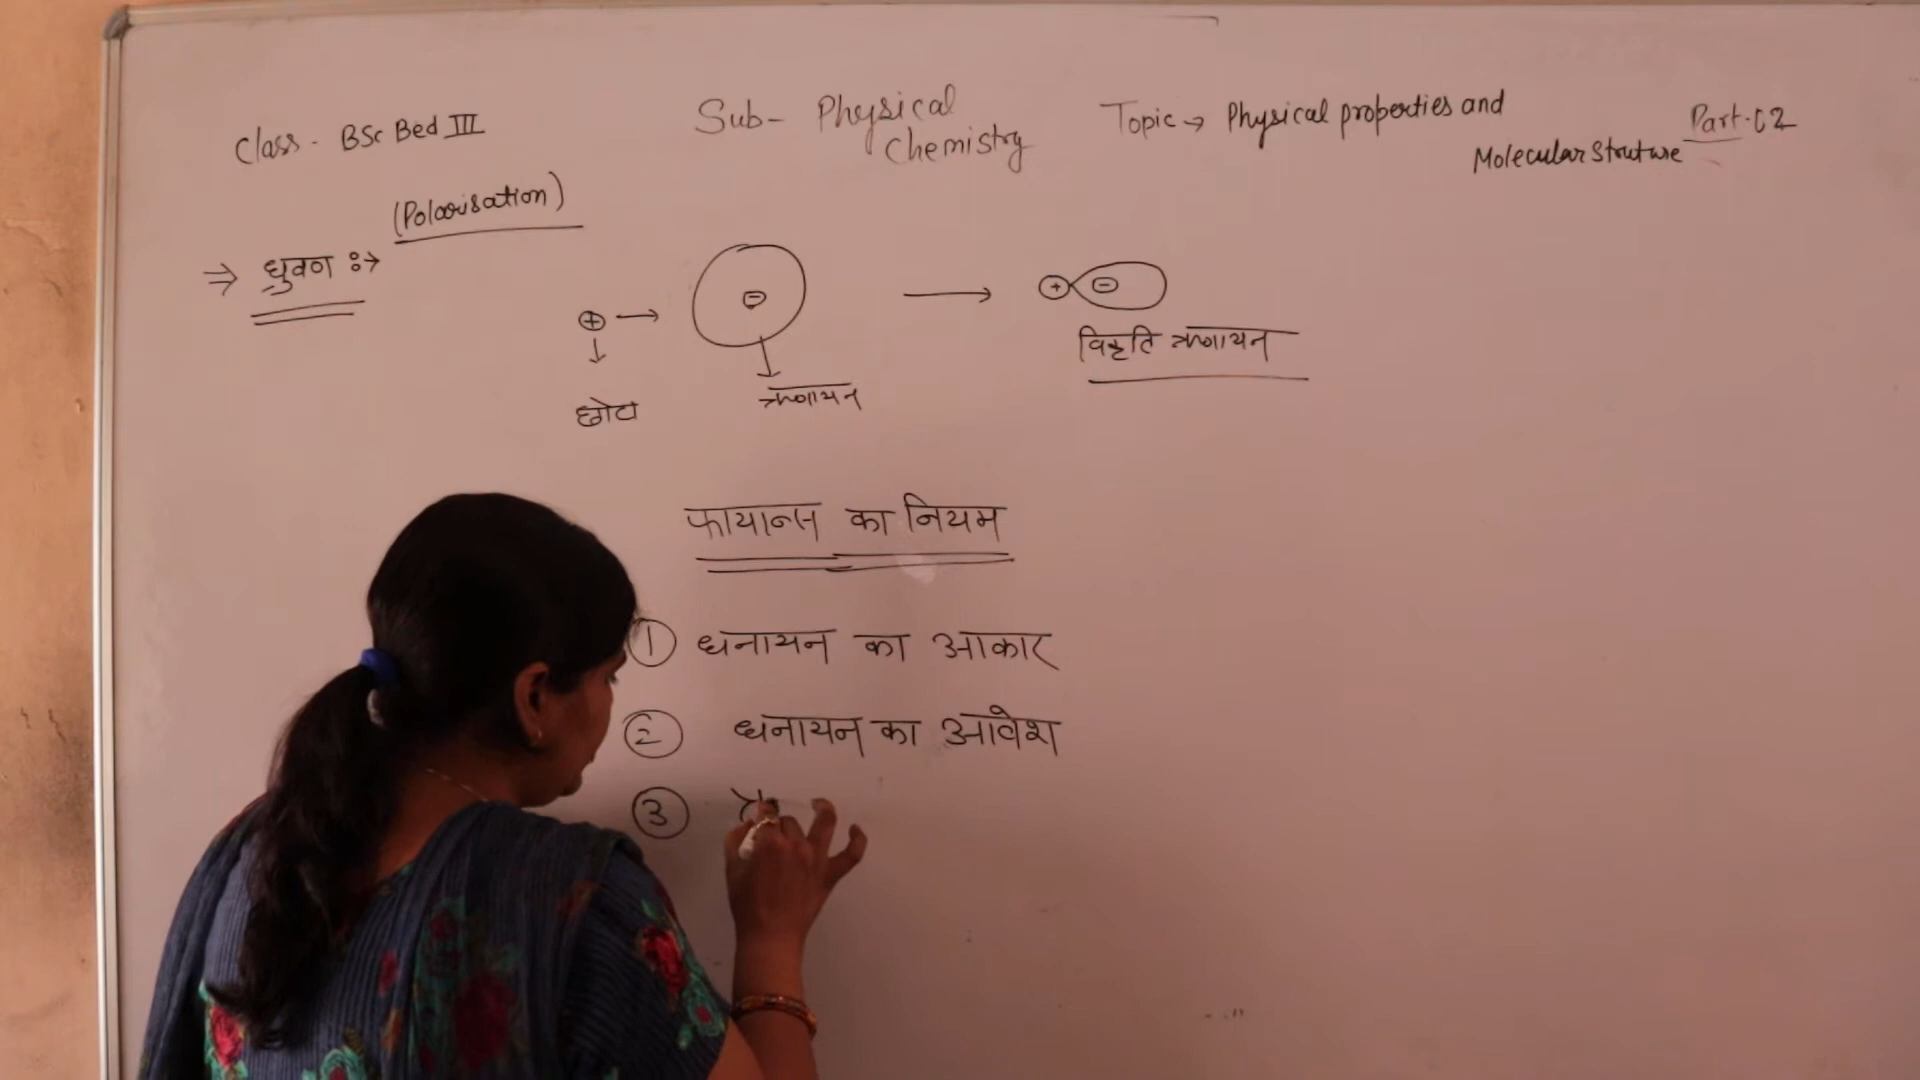 Class - BSc Bed III
Sub- Physical
Chemistry
Topic → Physical properties and
Molecular Struture
Part-02
(Polarisation)
⇒ ध्रुवण :→
+ →
-
→
+ -
छोटा
ऋणायन
विकृति ऋणायन
फायान्स का नियम
① धनायन का आकार
② धनायन का आवेश
③